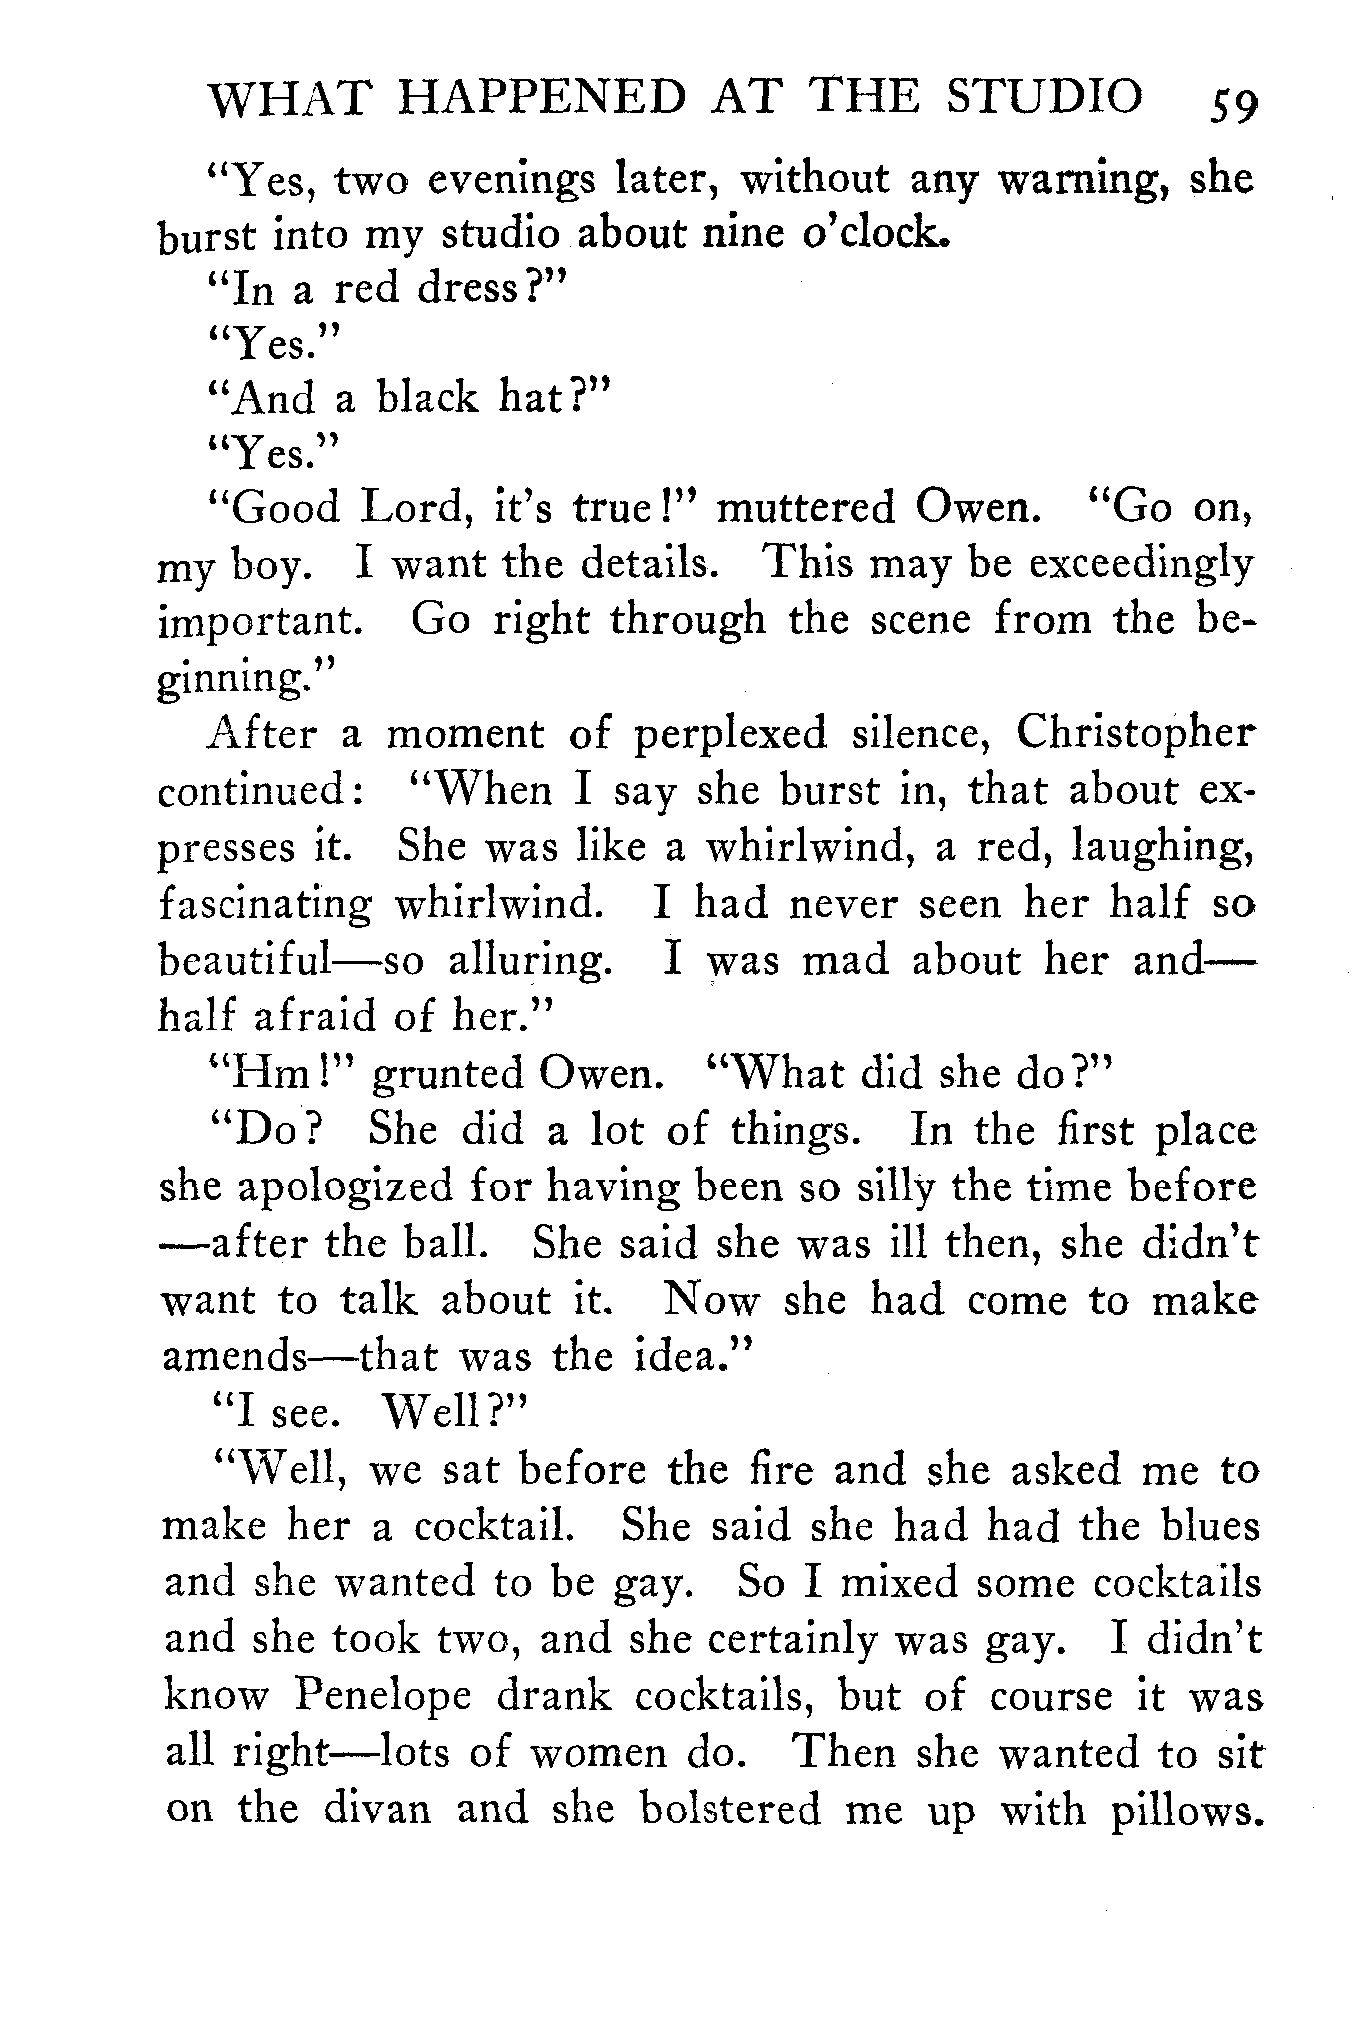 WHAT HAPPENED AT THE STUDIO 59
"Yes, two evenings later, without any warning, she
burst into my studio about nine o'clock.
"In a red dress?"
"Yes."
"And a black hat?"
"Yes."
"Good Lord, it's true!" muttered Owen. "Go on,
my boy. I want the details. This may be exceedingly
important. Go right through the scene from the be-
ginning."
After a moment of perplexed silence, Christopher
continued: "When I say she burst in, that about ex-
presses it. She was like a whirlwind, a red, laughing,
fascinating whirlwind. I had never seen her half so
beautiful—so alluring. I was mad about her and—
half afraid of her."
"Hm!" grunted Owen. "What did she do?"
"Do? She did a lot of things. In the first place
she apologized for having been so silly the time before
—after the ball. She said she was ill then, she didn't
want to talk about it. Now she had come to make
amends—that was the idea."
"I see. Well?"
"Well, we sat before the fire and she asked me to
make her a cocktail. She said she had had the blues
and she wanted to be gay. So I mixed some cocktails
and she took two, and she certainly was gay. I didn't
know Penelope drank cocktails, but of course it was
all right—lots of women do. Then she wanted to sit
on the divan and she bolstered me up with pillows.